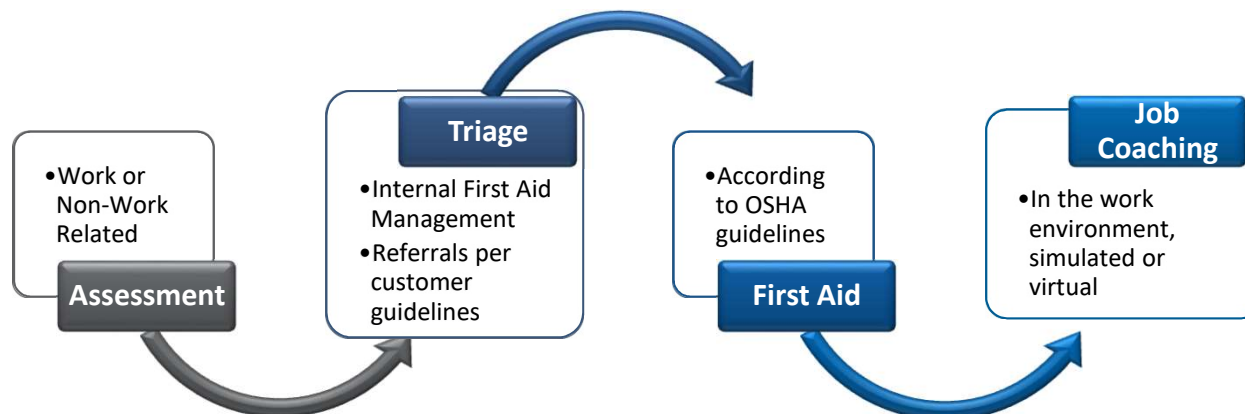 •Work or
Non-Work
Related
Assessment
Triage
•Internal First Aid
Management
•Referrals per
customer
guidelines
•According
to OSHA
guidelines
First Aid
Job
Coaching
•In the work
environment,
simulated or
virtual